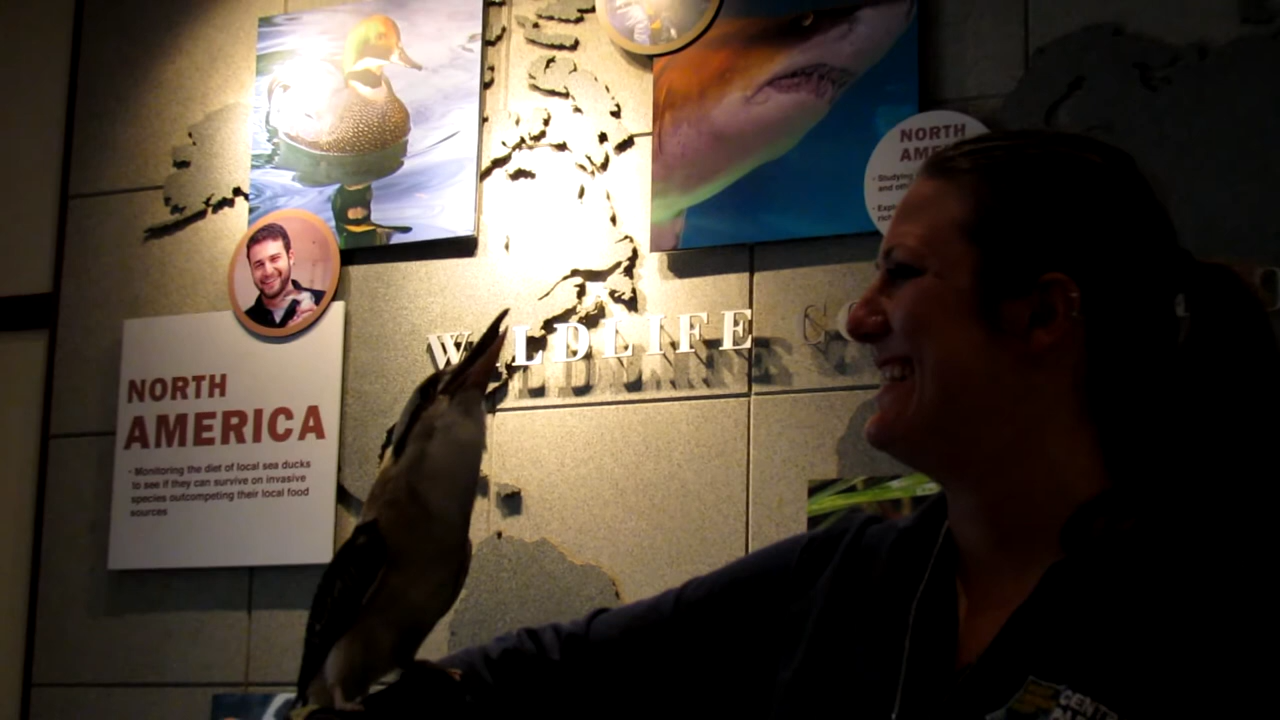 NORTH
AMERICA
- Monitoring the diet of local sea ducks
to see if they can survive on invasive
species outcompeting their local food
sources
WILDLIFE
NORTH
- Studying